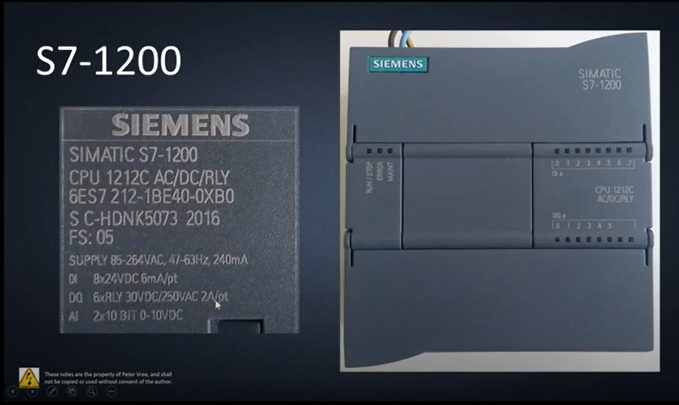 S7-1200
SIEMENS
SIMATIC S7-1200
CPU 1212C AC/DC/RLY
6ES7 212-1BE40-0XB0
S C-HDNK5073 2016
FS: 05
SUPPLY 85-264VAC, 47-63Hz, 240mA
DI 8x24VDC 6mA/pt
DQ 6xRLY 30VDC/250VAC 2A/pt
AI 2x10 BIT 0-10VDC
SIEMENS
SIMATIC
S7-1200
RUN / STOP
ERROR
MAINT
0 1 2 3 4 5 6 7
DI a
CPU 1212C
AC/DC/RLY
DQ a
0 1 2 3 4 5
These notes are the property of Peter Vree, and shall
not be copied or used without consent of the author.